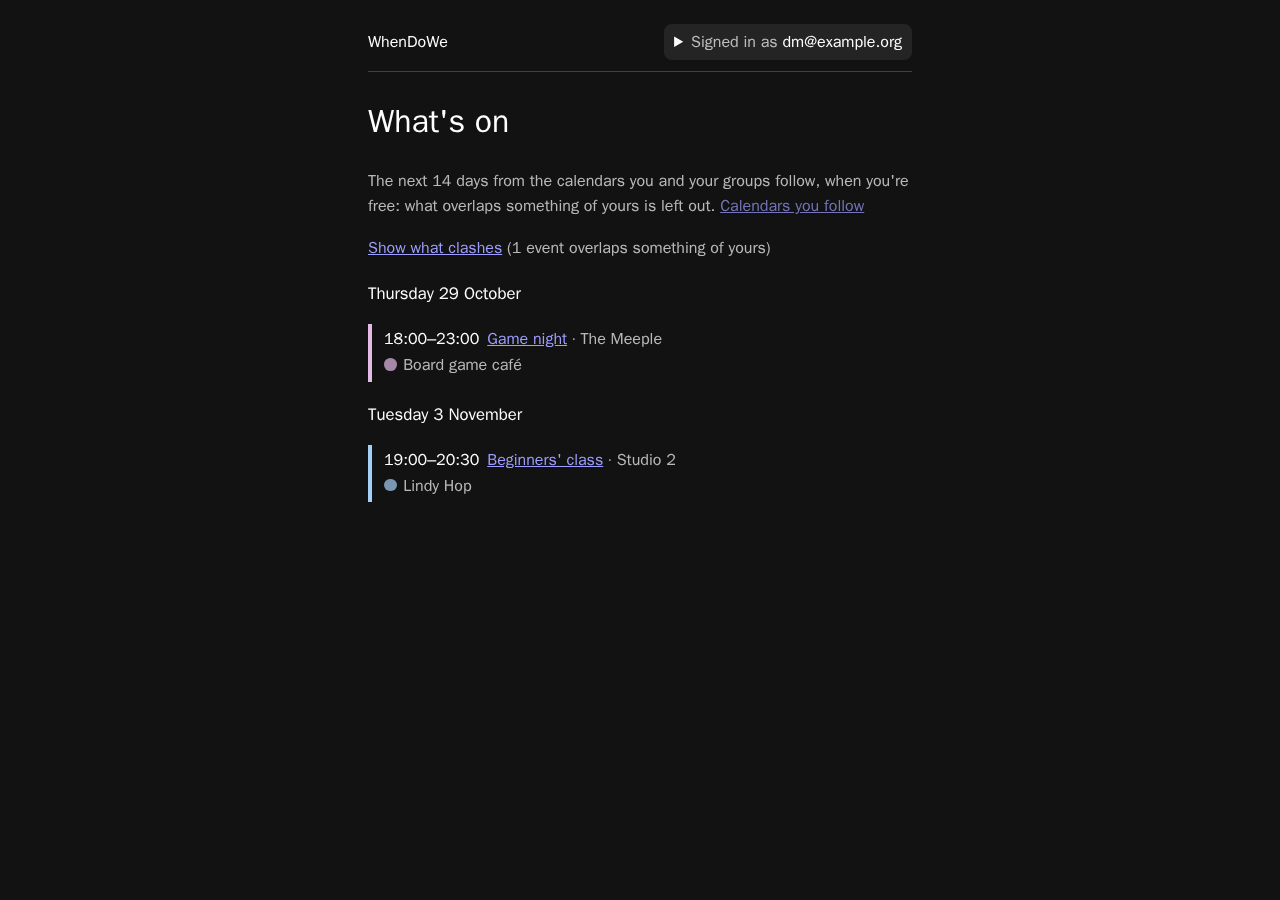 WhenDoWe
Signed in as dm@example.org
What's on
The next 14 days from the calendars you and your groups follow, when you're
free: what overlaps something of yours is left out. Calendars you follow
Show what clashes (1 event overlaps something of yours)
Thursday 29 October
18:00–23:00 Game night · The Meeple
Board game café
Tuesday 3 November
19:00–20:30 Beginners' class · Studio 2
Lindy Hop